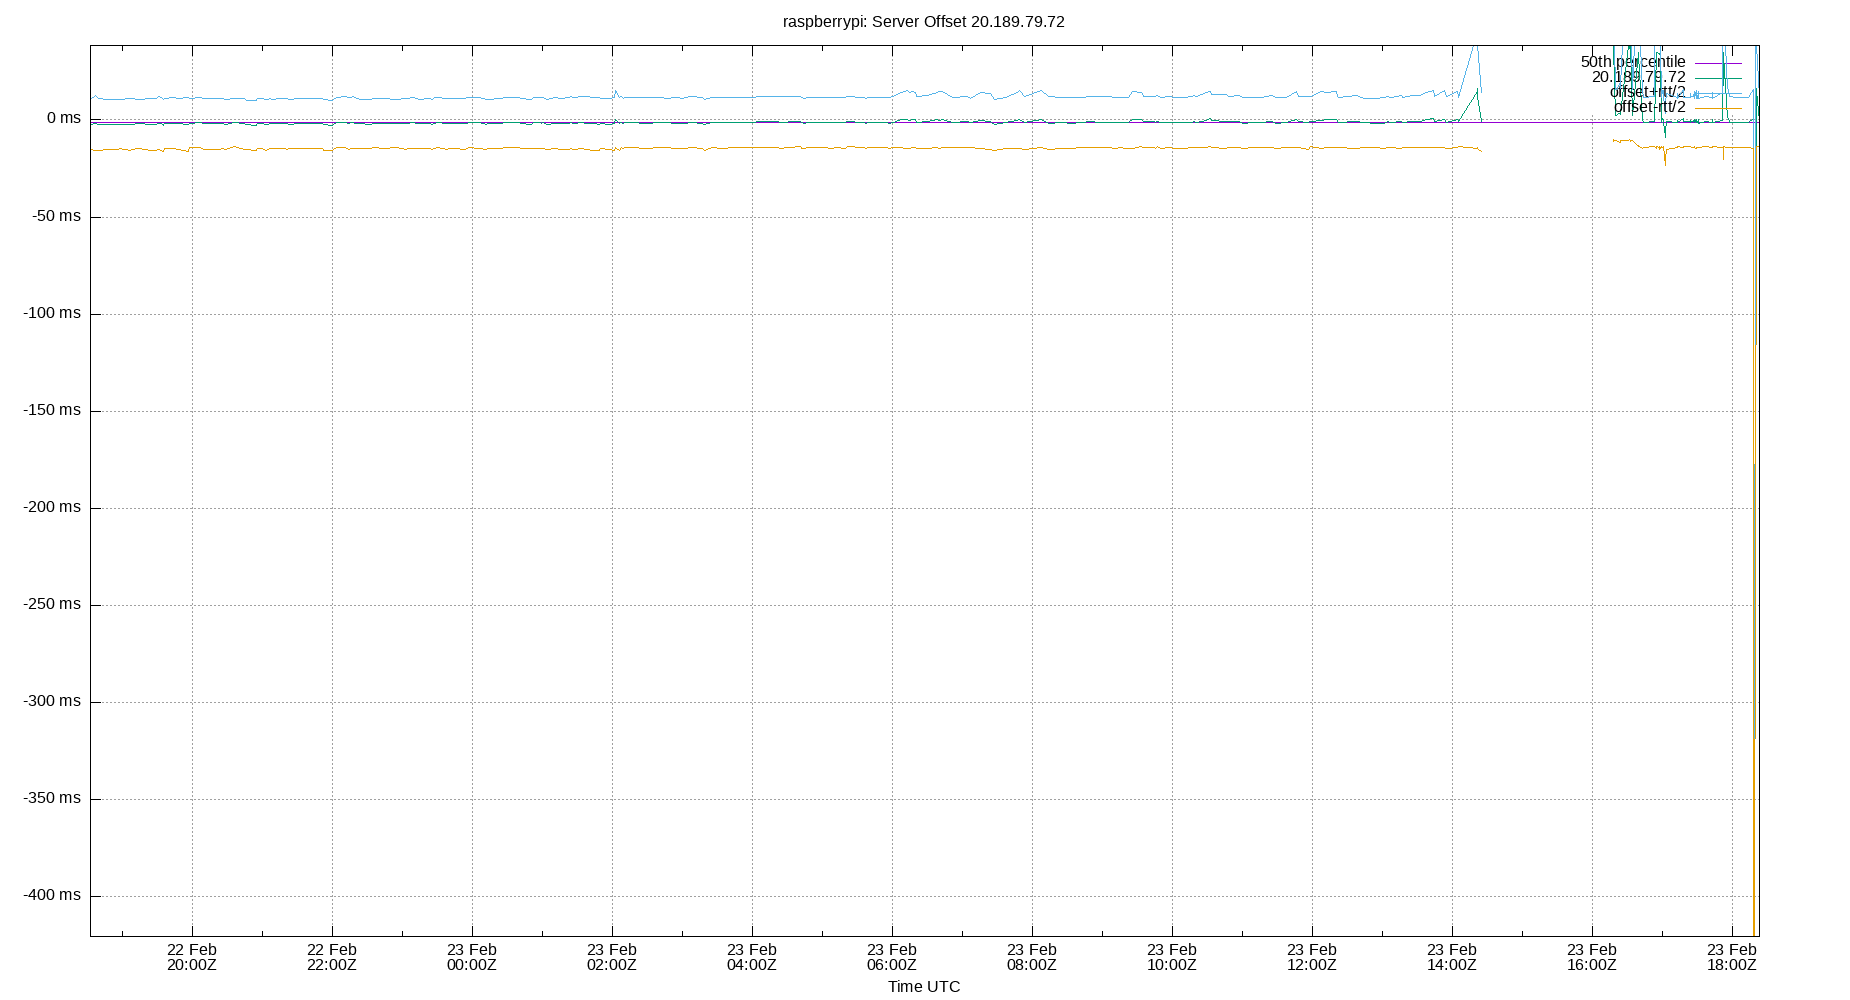 raspberrypi: Server Offset 20.189.79.72
50th percentile
20.189.79.72
offset+rtt/2
offset-rtt/2
0 ms
-50 ms
-100 ms
-150 ms
-200 ms
-250 ms
-300 ms
-350 ms
-400 ms
22 Feb 22 Feb 23 Feb 23 Feb 23 Feb 23 Feb 23 Feb 23 Feb 23 Feb 23 Feb 23 Feb 23 Feb
20:00Z 22:00Z 00:00Z 02:00Z 04:00Z 06:00Z 08:00Z 10:00Z 12:00Z 14:00Z 16:00Z 18:00Z
Time UTC